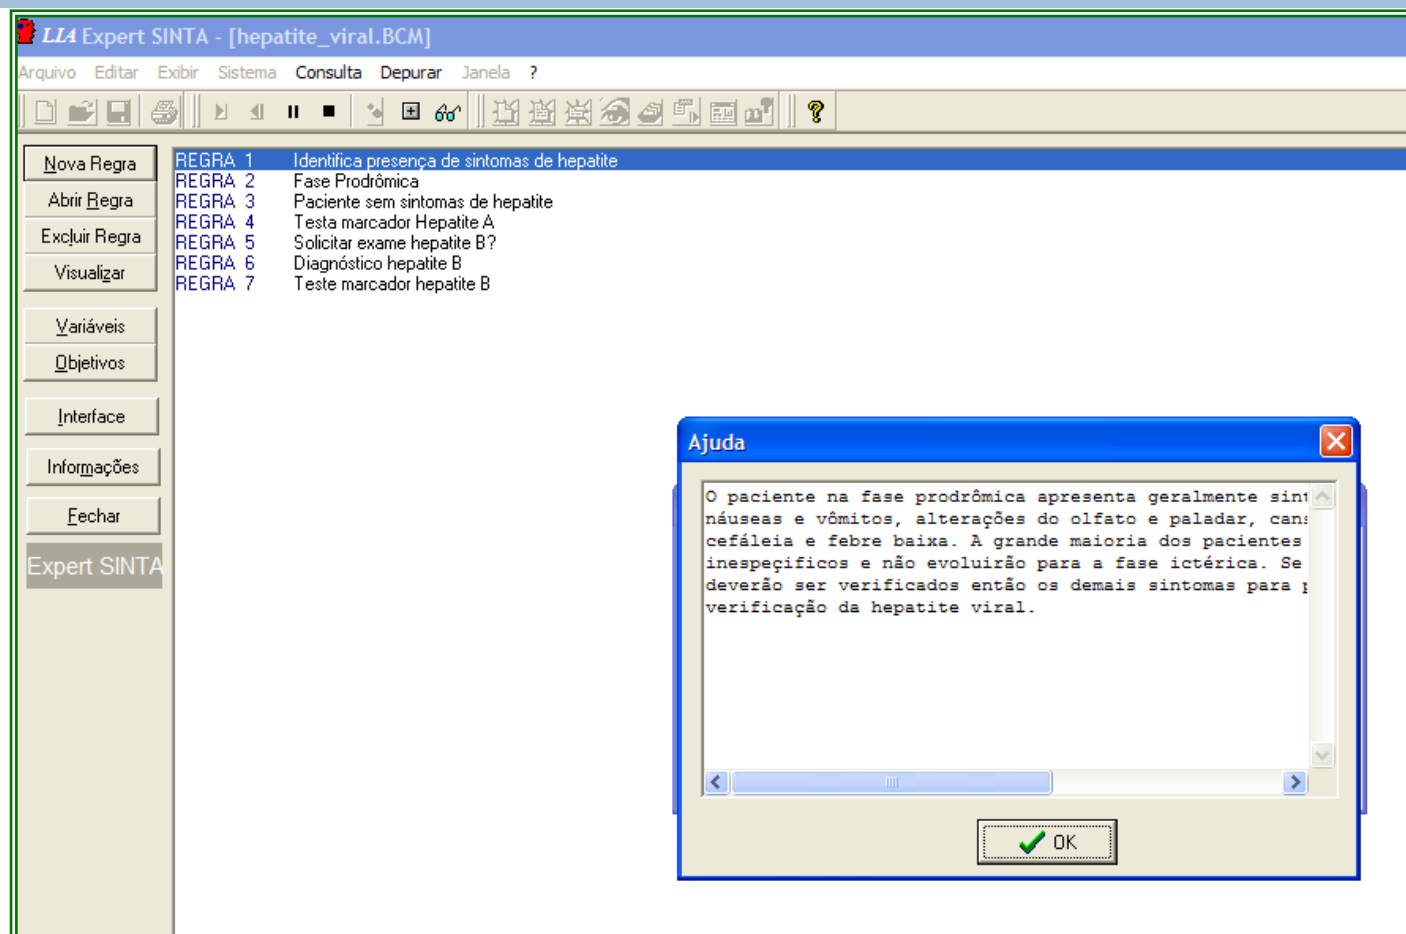 LIA Expert SINTA - [hepatite_viral.BCM]
Arquivo Editar Exibir Sistema Consulta Depurar Janela ?
Nova Regra
Abrir Regra
Excluir Regra
Visualizar
Variáveis
Objetivos
Interface
Informações
Fechar
Expert SINTA
REGRA 1 Identifica presença de sintomas de hepatite
REGRA 2 Fase Prodrômica
REGRA 3 Paciente sem sintomas de hepatite
REGRA 4 Testa marcador Hepatite A
REGRA 5 Solicitar exame hepatite B?
REGRA 6 Diagnóstico hepatite B
REGRA 7 Teste marcador hepatite B
Ajuda
O paciente na fase prodrômica apresenta geralmente
náuseas e vômitos, alterações do olfato e paladar,
cefáleia e febre baixa. A grande maioria dos pacientes
inespeçificos e não evoluirão para a fase ictérica. Se
deverão ser verificados então os demais sintomas para
verificação da hepatite viral.
OK